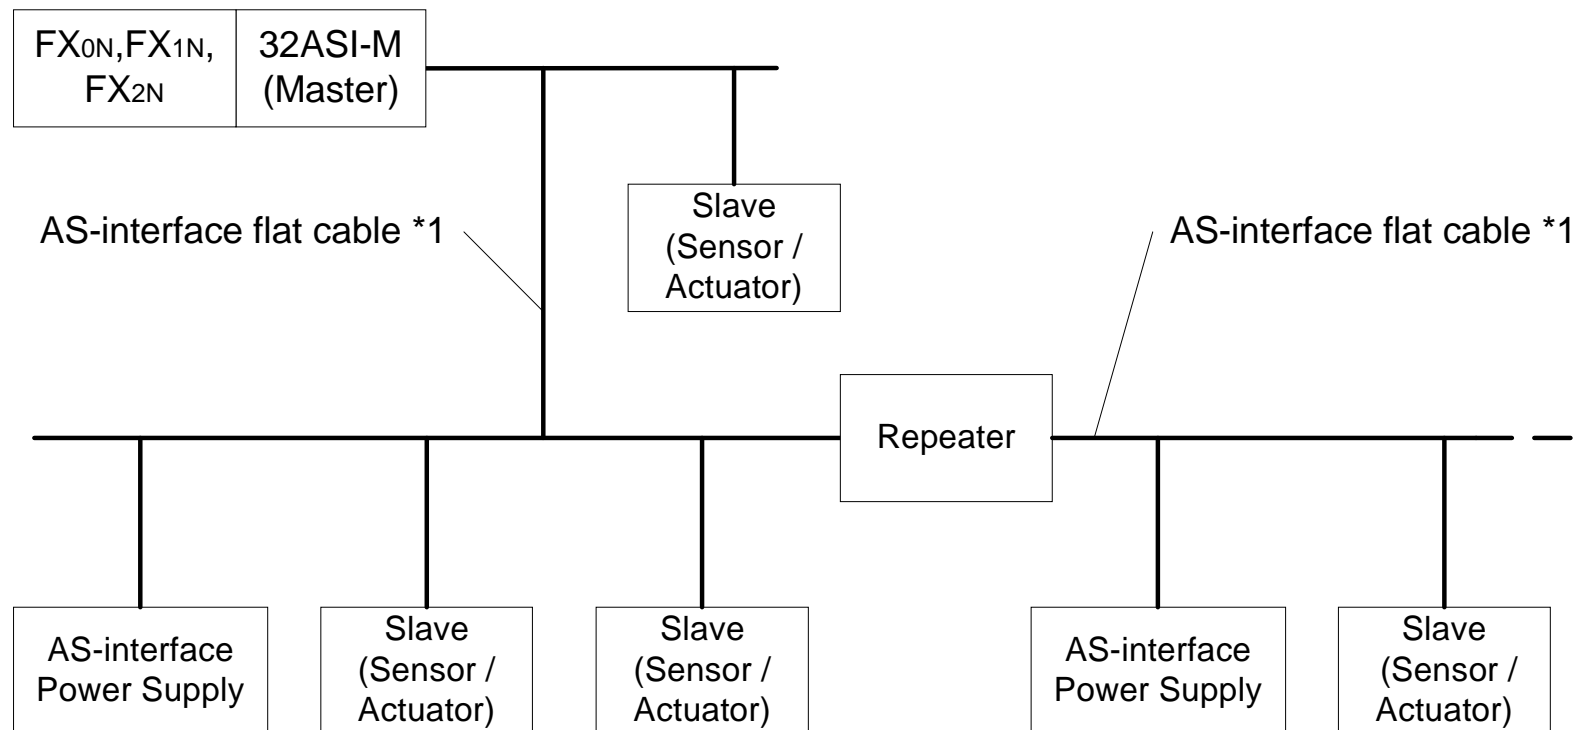 FX0N,FX1N,
FX2N
32ASI-M
(Master)
Slave
(Sensor /
Actuator)
AS-interface flat cable *1
AS-interface flat cable *1
Repeater
AS-interface
Power Supply
Slave
(Sensor /
Actuator)
Slave
(Sensor /
Actuator)
AS-interface
Power Supply
Slave
(Sensor /
Actuator)